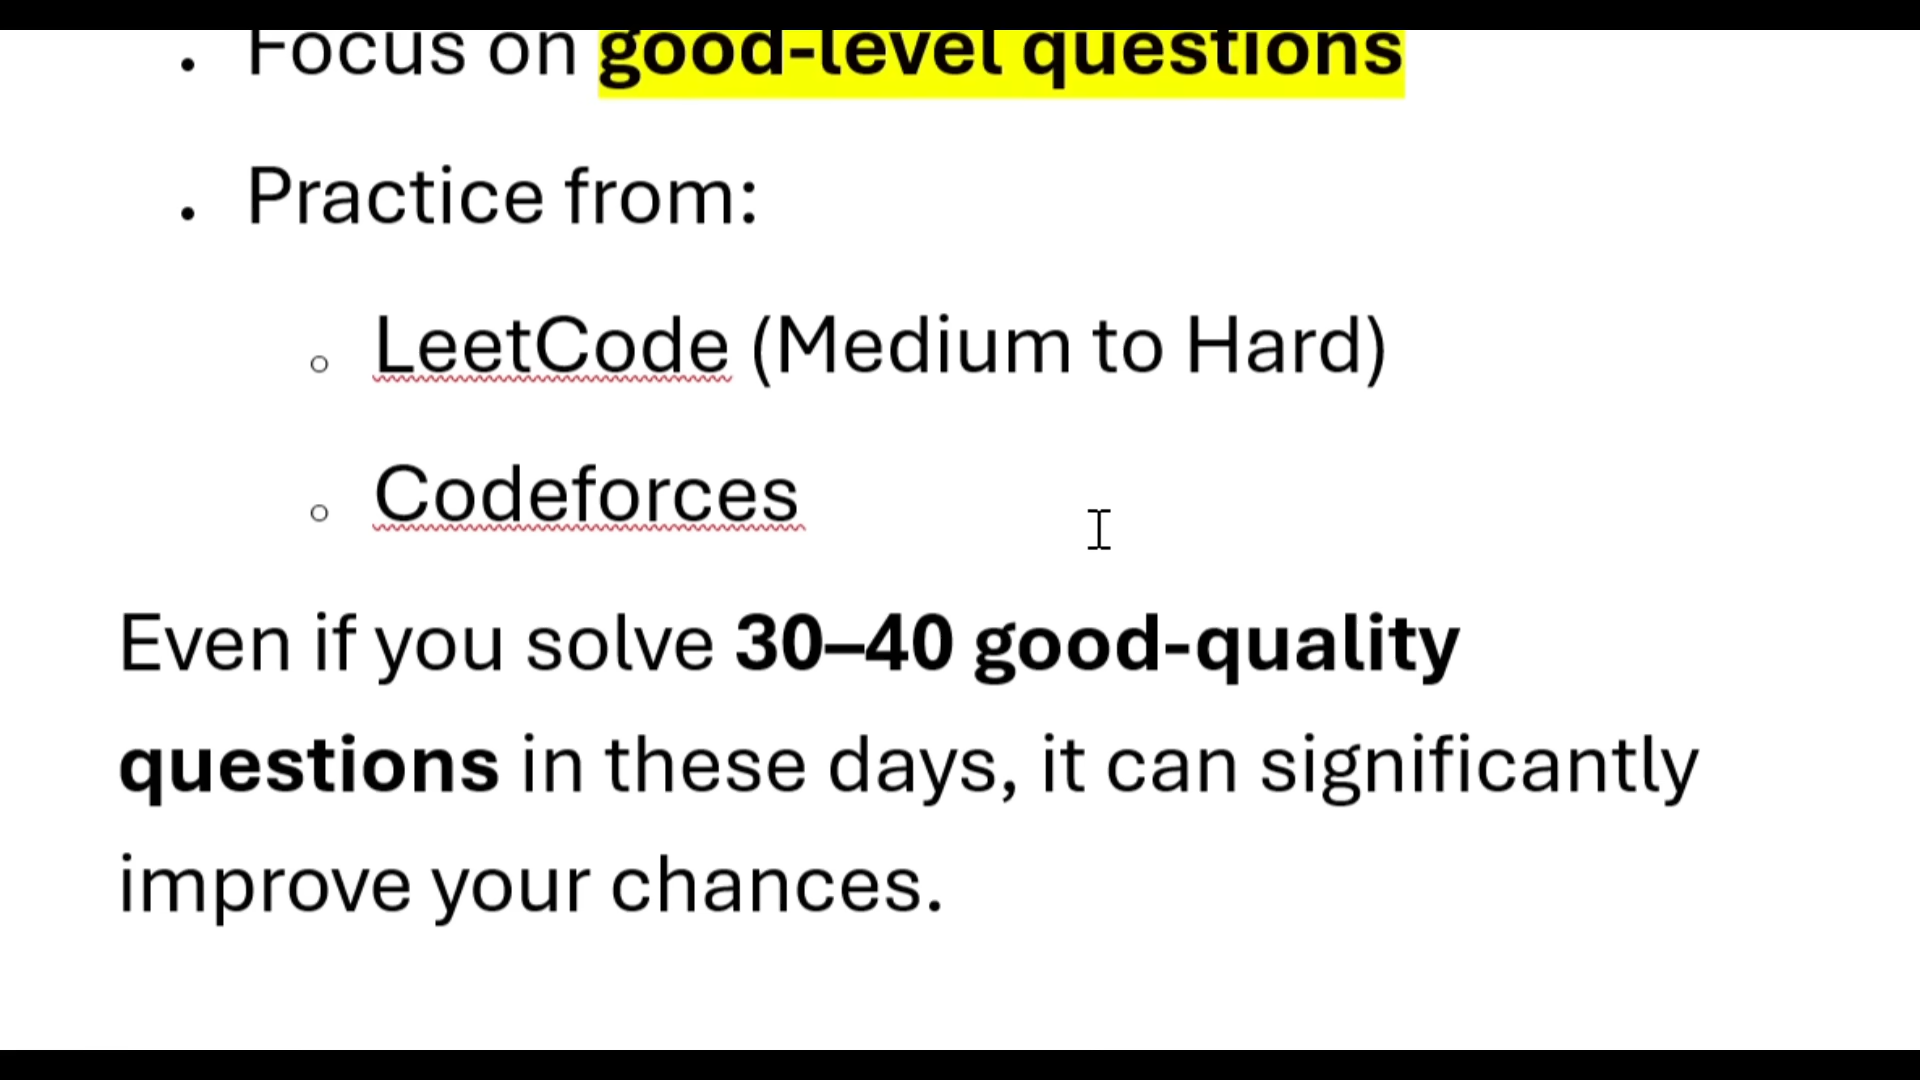 • Focus on good-level questions
• Practice from:
○ LeetCode (Medium to Hard)
○ Codeforces
Even if you solve 30–40 good-quality
questions in these days, it can significantly
improve your chances.